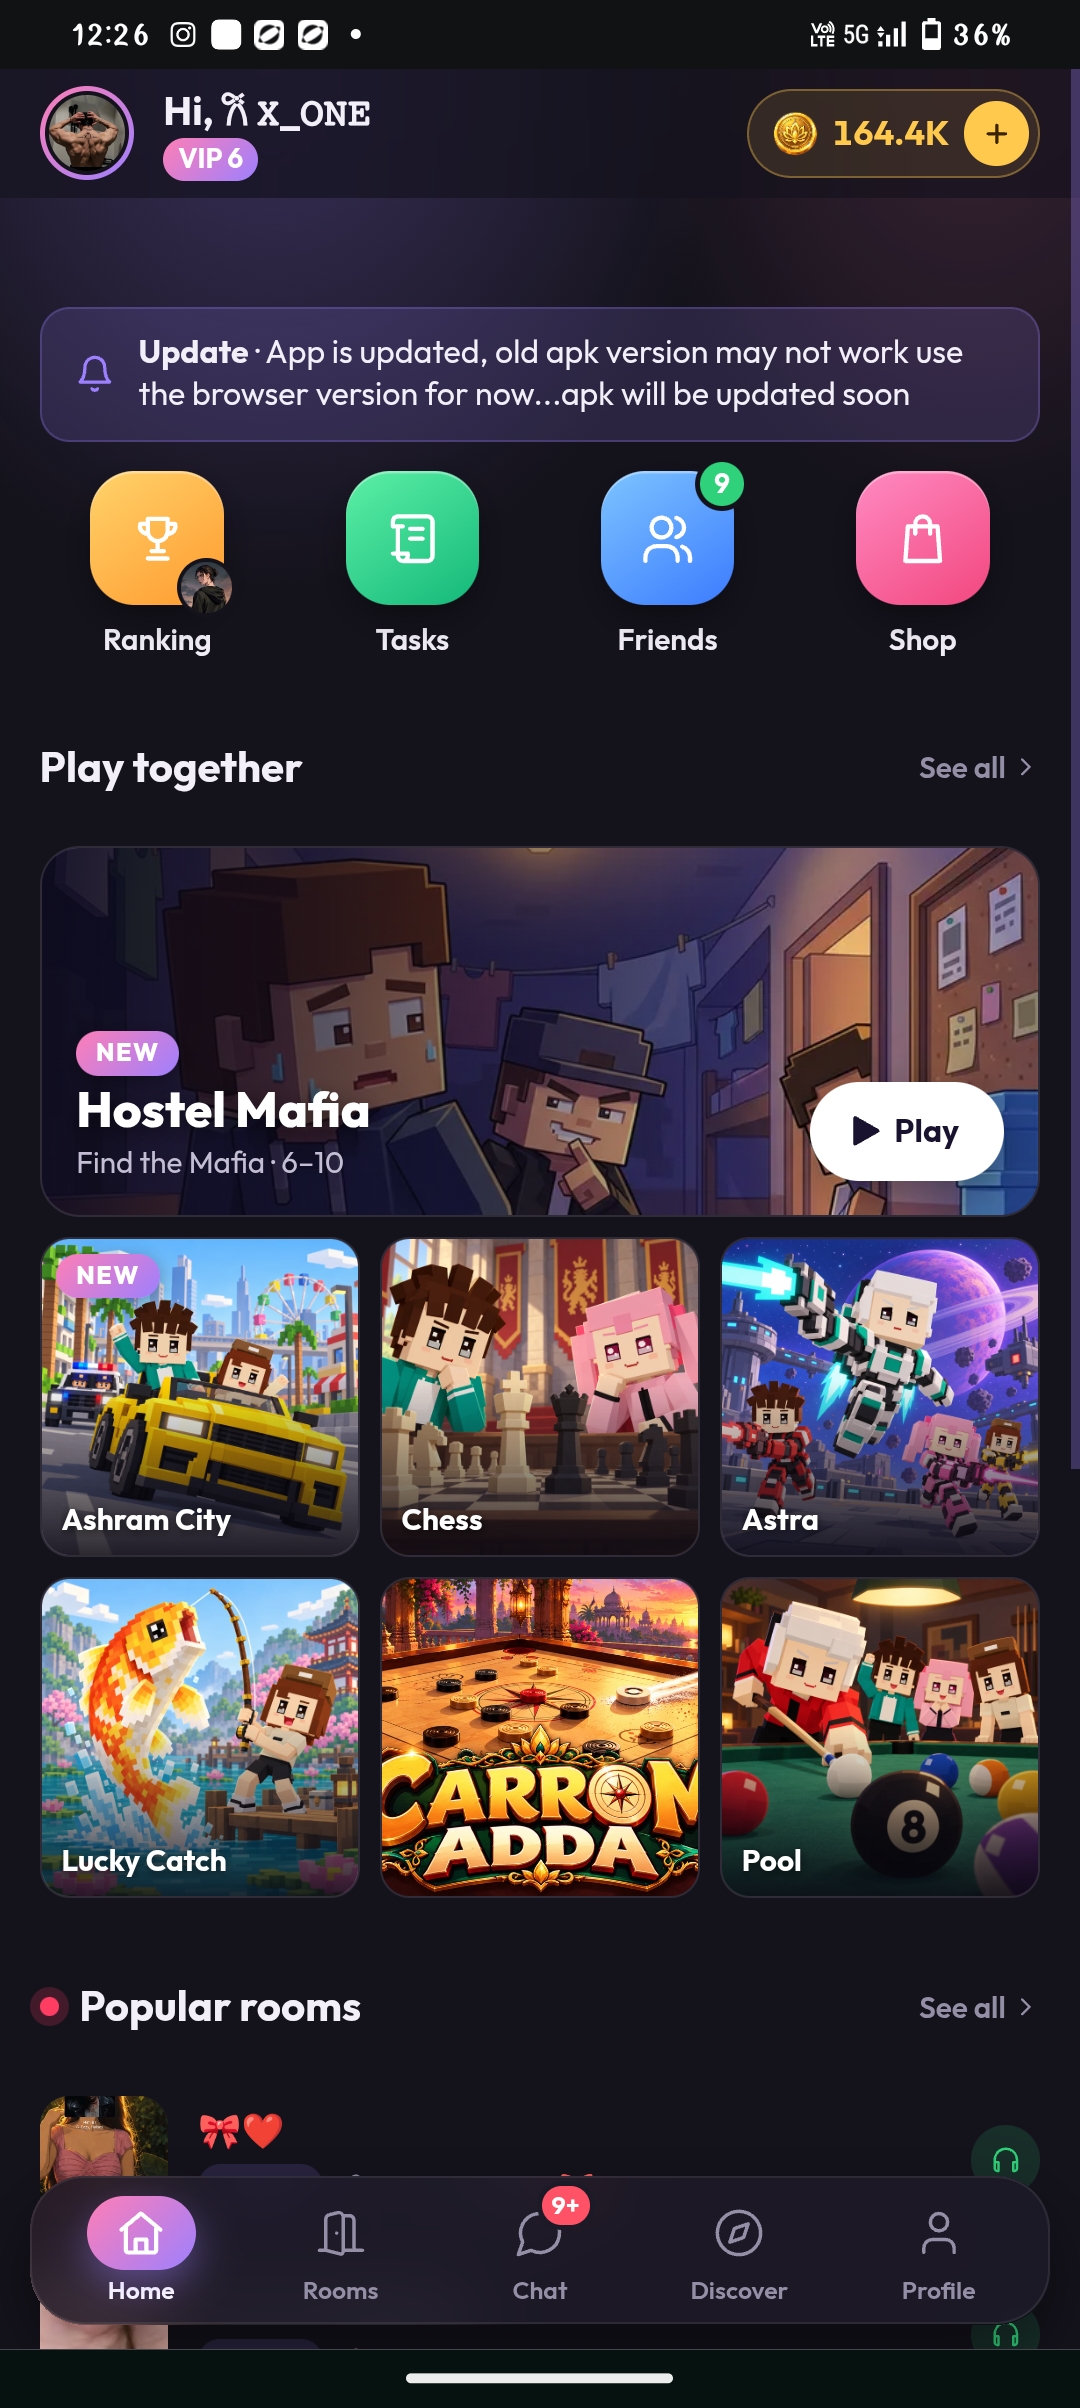 12:26
Vo) 5G 36%
LTE
Hi, X_ONE
VIP 6
164.4K
Update · App is updated, old apk version may not work use
the browser version for now...apk will be updated soon
9
Ranking
Tasks
Friends
Shop
Play together
See all
NEW
Hostel Mafia
Find the Mafia · 6–10
Play
NEW
Ashram City
Chess
Astra
Lucky Catch
CARROM
ADDA
8
Pool
Popular rooms
See all
🎀❤️
9+
Home
Rooms
Chat
Discover
Profile